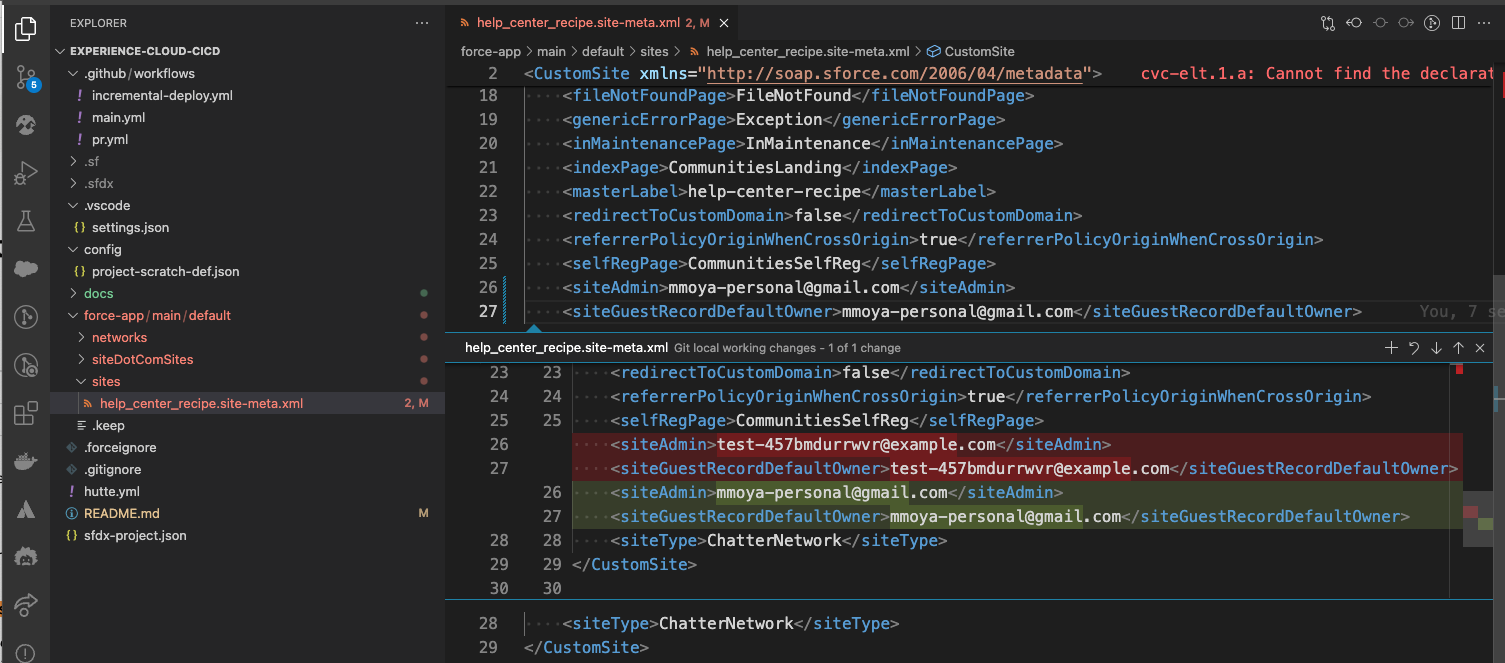 EXPLORER
···
EXPERIENCE-CLOUD-CICD
.github/workflows
! incremental-deploy.yml
! main.yml
! pr.yml
.sf
.sfdx
.vscode
{} settings.json
config
{} project-scratch-def.json
docs
force-app/main/default
networks
siteDotComSites
sites
help_center_recipe.site-meta.xml 2, M
.keep
.forceignore
.gitignore
! hutte.yml
README.md M
{} sfdx-project.json
5
help_center_recipe.site-meta.xml 2, M
force-app > main > default > sites > help_center_recipe.site-meta.xml > CustomSite
2 <CustomSite xmlns="http://soap.sforce.com/2006/04/metadata"> cvc-elt.1.a: Cannot find the declarat
18 ····<fileNotFoundPage>FileNotFound</fileNotFoundPage>
19 ····<genericErrorPage>Exception</genericErrorPage>
20 ····<inMaintenancePage>InMaintenance</inMaintenancePage>
21 ····<indexPage>CommunitiesLanding</indexPage>
22 ····<masterLabel>help-center-recipe</masterLabel>
23 ····<redirectToCustomDomain>false</redirectToCustomDomain>
24 ····<referrerPolicyOriginWhenCrossOrigin>true</referrerPolicyOriginWhenCrossOrigin>
25 ····<selfRegPage>CommunitiesSelfReg</selfRegPage>
26 ····<siteAdmin>mmoya-personal@gmail.com</siteAdmin>
27 ····<siteGuestRecordDefaultOwner>mmoya-personal@gmail.com</siteGuestRecordDefaultOwner> You, 7 se
help_center_recipe.site-meta.xml Git local working changes - 1 of 1 change
23 23 ····<redirectToCustomDomain>false</redirectToCustomDomain>
24 24 ····<referrerPolicyOriginWhenCrossOrigin>true</referrerPolicyOriginWhenCrossOrigin>
25 25 ····<selfRegPage>CommunitiesSelfReg</selfRegPage>
26 ····<siteAdmin>test-457bmdurrwvr@example.com</siteAdmin>
27 ····<siteGuestRecordDefaultOwner>test-457bmdurrwvr@example.com</siteGuestRecordDefaultOwner>
26 ····<siteAdmin>mmoya-personal@gmail.com</siteAdmin>
27 ····<siteGuestRecordDefaultOwner>mmoya-personal@gmail.com</siteGuestRecordDefaultOwner>
28 28 ····<siteType>ChatterNetwork</siteType>
29 29 </CustomSite>
30 30
28 ····<siteType>ChatterNetwork</siteType>
29 </CustomSite>